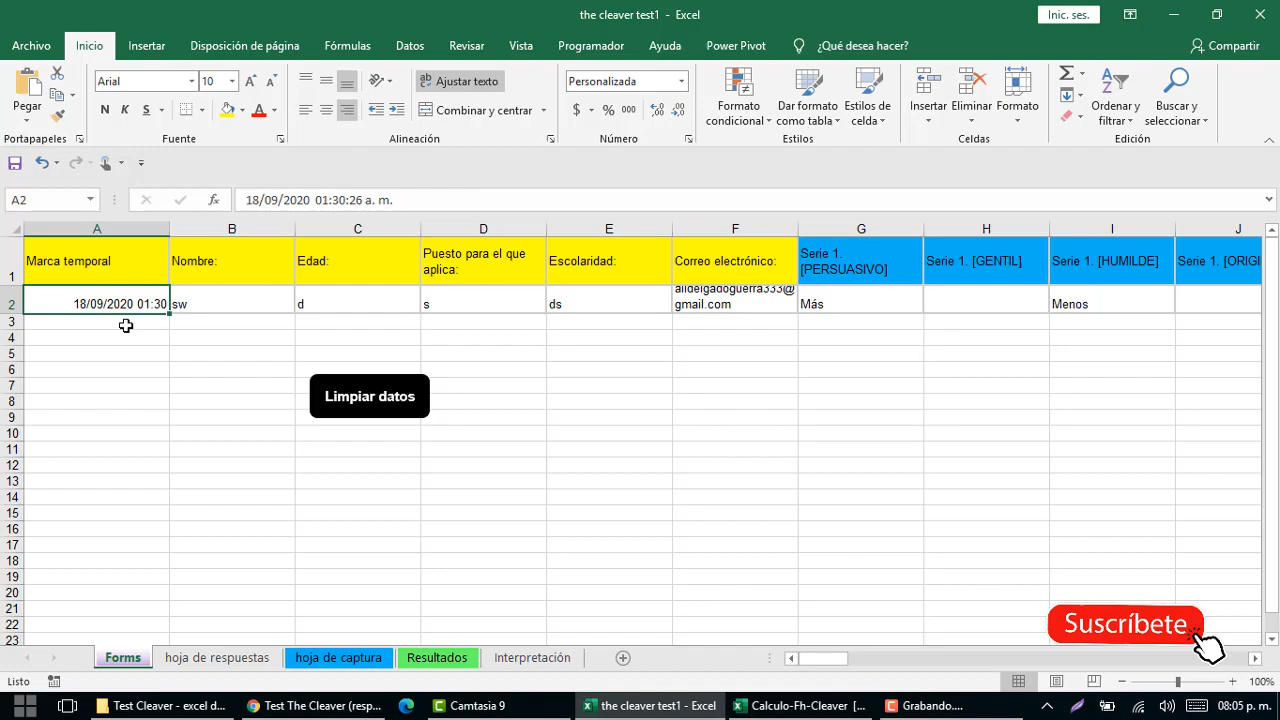 the cleaver test1 - Excel
Inic. ses.
Archivo Inicio Insertar Disposición de página Fórmulas Datos Revisar Vista Programador Ayuda Power Pivot ¿Qué desea hacer? Compartir
Pegar
Arial 10
N K S
Ajustar texto
Combinar y centrar
Personalizada
$ % 000
Formato condicional
Dar formato como tabla
Estilos de celda
Insertar
Eliminar
Formato
Ordenar y filtrar
Buscar y seleccionar
Portapapeles Fuente Alineación Número Estilos Celdas Edición
A2 fx 18/09/2020 01:30:26 a. m.
A B C D E F G H I J
1 Marca temporal Nombre: Edad: Puesto para el que aplica: Escolaridad: Correo electrónico: Serie 1. [PERSUASIVO] Serie 1. [GENTIL] Serie 1. [HUMILDE] Serie 1. [ORIGI
2 18/09/2020 01:30 sw d s ds alidelgadoguerra333@gmail.com Más Menos
3
4
5
6
7
8
9
10
11
12
13
14
15
16
17
18
19
20
21
22
23
Limpiar datos
Suscríbete
Forms hoja de respuestas hoja de captura Resultados Interpretación
Listo 100%
Test Cleaver - excel d... Test The Cleaver (resp... Camtasia 9 the cleaver test1 - Excel Calculo-Fh-Cleaver [... Grabando.... 08:05 p. m.